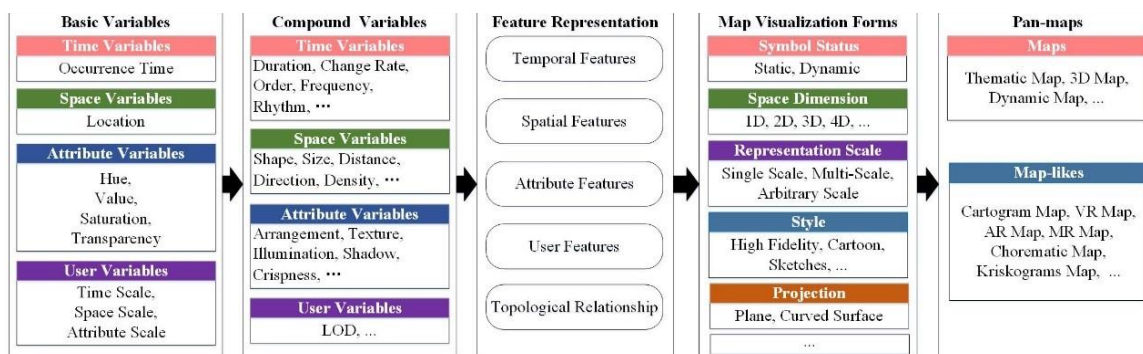 Basic Variables
Time Variables
Occurrence Time
Space Variables
Location
Attribute Variables
Hue,
Value,
Saturation,
Transparency
User Variables
Time Scale,
Space Scale,
Attribute Scale
Compound Variables
Time Variables
Duration, Change Rate,
Order, Frequency,
Rhythm, ···
Space Variables
Shape, Size, Distance,
Direction, Density, ···
Attribute Variables
Arrangement, Texture,
Illumination, Shadow,
Crispness, ···
User Variables
LOD, ...
Feature Representation
Temporal Features
Spatial Features
Attribute Features
User Features
Topological Relationship
Map Visualization Forms
Symbol Status
Static, Dynamic
Space Dimension
1D, 2D, 3D, 4D, ...
Representation Scale
Single Scale, Multi-Scale,
Arbitrary Scale
Style
High Fidelity, Cartoon,
Sketches, ...
Projection
Plane, Curved Surface
...
Pan-maps
Maps
Thematic Map, 3D Map,
Dynamic Map, ...
Map-likes
Cartogram Map, VR Map,
AR Map, MR Map,
Chorematic Map,
Kriskograms Map, ...